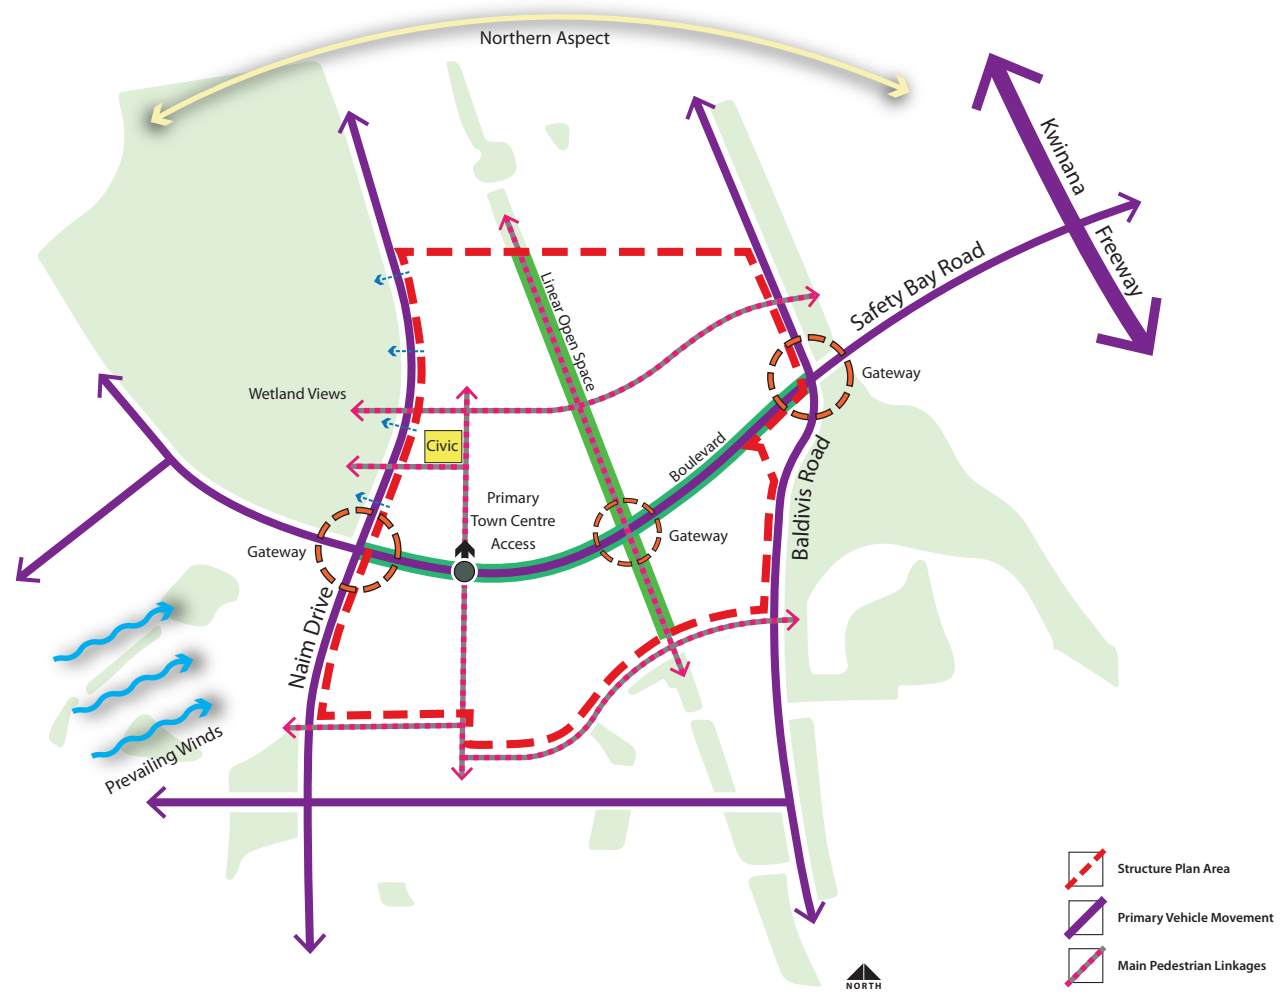 Northern Aspect
Kwinana
Freeway
Safety Bay Road
Linear Open Space
Gateway
Wetland Views
Civic
Boulevard
Baldivis Road
Primary
Town Centre
Access
Gateway
Gateway
Naim Drive
Prevailing Winds
Structure Plan Area
Primary Vehicle Movement
Main Pedestrian Linkages
NORTH